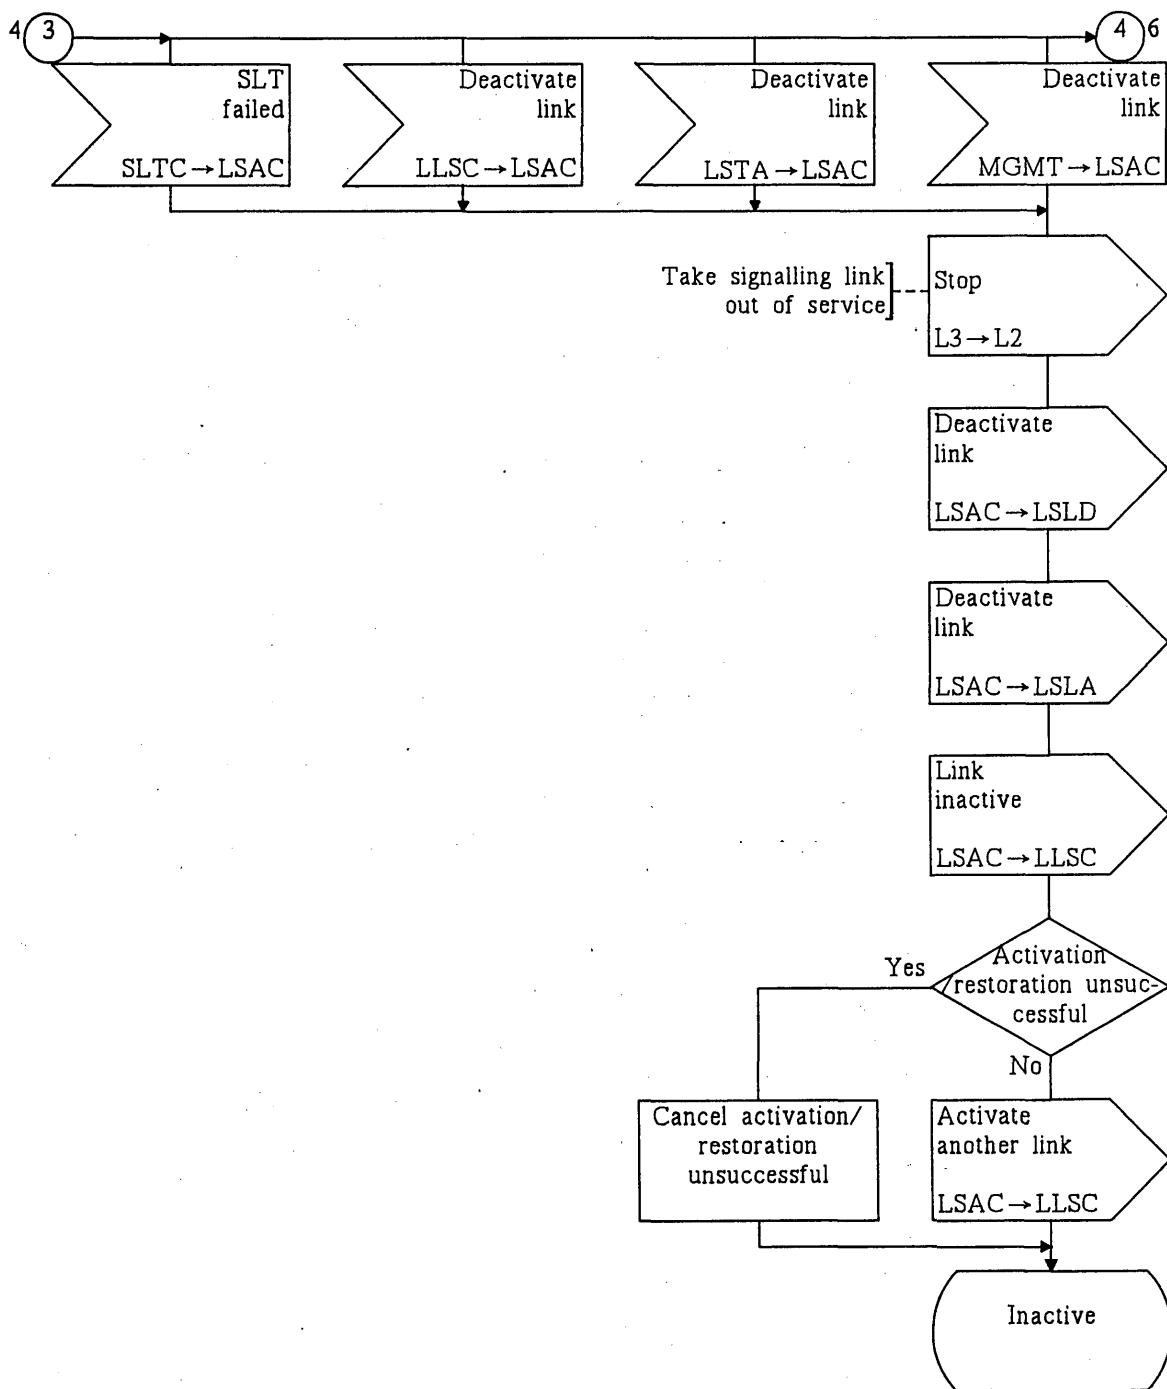 4 3
4 6
SLT
failed
SLTC→LSAC
Deactivate
link
LLSC→LSAC
Deactivate
link
LSTA→LSAC
Deactivate
link
MGMT→LSAC
Take signalling link
out of service
Stop
L3→L2
Deactivate
link
LSAC→LSLD
Deactivate
link
LSAC→LSLA
Link
inactive
LSAC→LLSC
Activation
/restoration unsuc-
cessful
Yes
No
Cancel activation/
restoration
unsuccessful
Activate
another link
LSAC→LLSC
Inactive